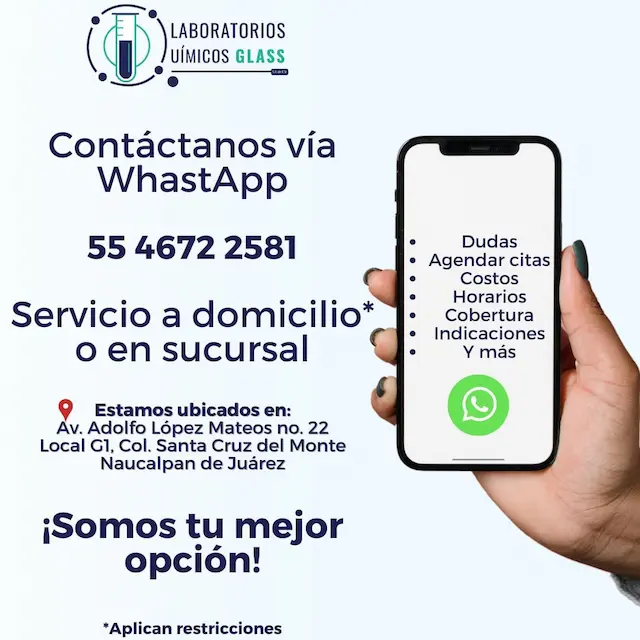 LABORATORIOS
UÍMICOS GLASS
Contáctanos vía
WhastApp
55 4672 2581
Servicio a domicilio*
o en sucursal
Estamos ubicados en:
Av. Adolfo López Mateos no. 22
Local G1, Col. Santa Cruz del Monte
Naucalpan de Juárez
¡Somos tu mejor
opción!
*Aplican restricciones
• Dudas
• Agendar citas
• Costos
• Horarios
• Cobertura
• Indicaciones
• Y más